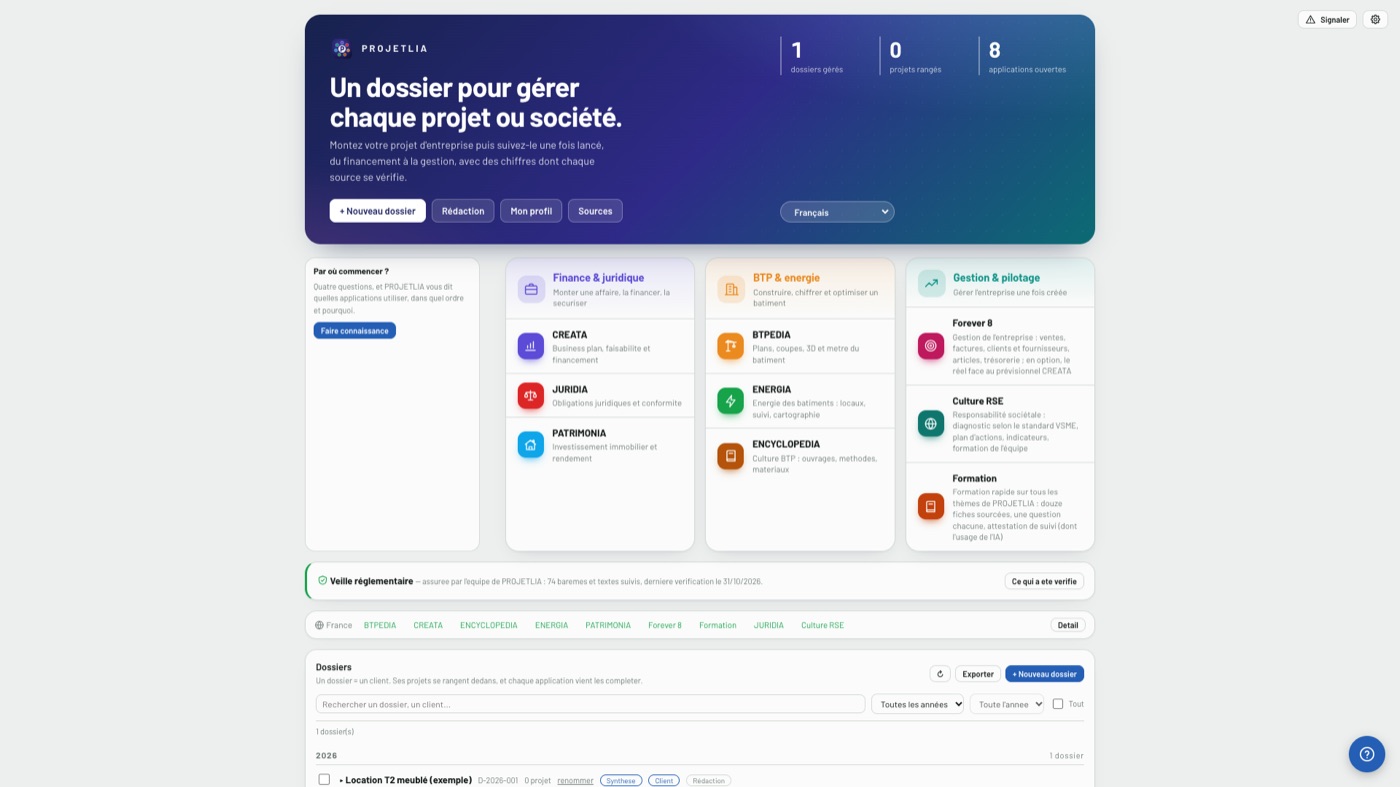 Signaler
PROJETLIA
1
dossiers gérés
0
projets rangés
8
applications ouvertes
Un dossier pour gérer
chaque projet ou société.
Montez votre projet d'entreprise puis suivez-le une fois lancé,
du financement à la gestion, avec des chiffres dont chaque
source se vérifie.
+ Nouveau dossier
Rédaction
Mon profil
Sources
Français
Par où commencer ?
Quatre questions, et PROJETLIA vous dit
quelles applications utiliser, dans quel ordre
et pourquoi.
Faire connaissance
Finance & juridique
Monter une affaire, la financer, la
securiser
CREATA
Business plan, faisabilite et
financement
JURIDIA
Obligations juridiques et conformite
PATRIMONIA
Investissement immobilier et
rendement
BTP & energie
Construire, chiffrer et optimiser un
batiment
BTPEDIA
Plans, coupes, 3D et metre du
batiment
ENERGIA
Energie des batiments : locaux,
suivi, cartographie
ENCYCLOPEDIA
Culture BTP : ouvrages, methodes,
materiaux
Gestion & pilotage
Gérer l'entreprise une fois créée
Forever 8
Gestion de l'entreprise : ventes,
factures, clients et fournisseurs,
articles, trésorerie ; en option, le
réel face au prévisionnel CREATA
Culture RSE
Responsabilité sociétale :
diagnostic selon le standard VSME,
plan d'actions, indicateurs,
formation de l'équipe
Formation
Formation rapide sur tous les
thèmes de PROJETLIA : douze
fiches sourcées, une question
chacune, attestation de suivi (dont
l'usage de l'IA)
Veille réglementaire — assuree par l'equipe de PROJETLIA : 74 baremes et textes suivis, derniere verification le 31/10/2026.
Ce qui a ete verifie
France BTPEDIA CREATA ENCYCLOPEDIA ENERGIA PATRIMONIA Forever 8 Formation JURIDIA Culture RSE
Detail
Dossiers
Un dossier = un client. Ses projets se rangent dedans, et chaque application vient les completer.
Exporter
+ Nouveau dossier
Rechercher un dossier, un client...
Toutes les années
Toute l'annee
Tout
1 dossier(s)
2026
1 dossier
Location T2 meublé (exemple) D-2026-001 0 projet renommer Synthese Client Rédaction